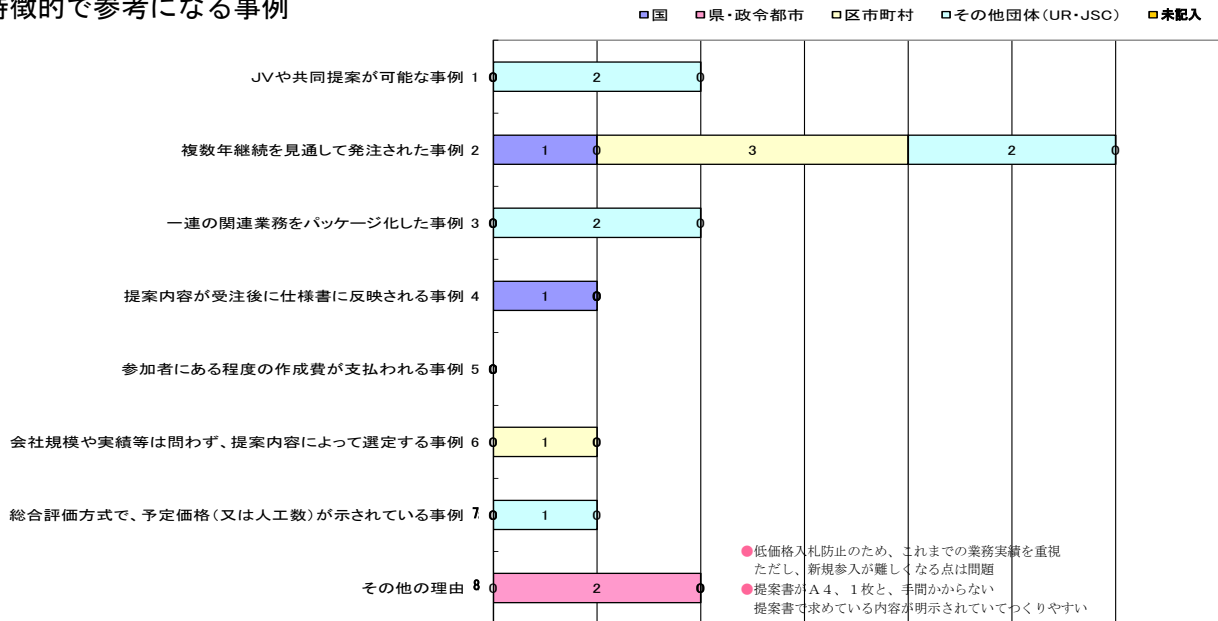 特徴的で参考になる事例
国 県・政令都市 区市町村 その他団体(UR・JSC) 未記入
JVや共同提案が可能な事例 1 0 2 0
複数年継続を見通して発注された事例 2 1 0 3 2 0
一連の関連業務をパッケージ化した事例 3 0 2 0
提案内容が受注後に仕様書に反映される事例 4 1 0
参加者にある程度の作成費が支払われる事例 5 0
会社規模や実績等は問わず、提案内容によって選定する事例 6 0 1 0
総合評価方式で、予定価格(又は人工数)が示されている事例 7 0 1 0
その他の理由 8 0 2 0
●低価格入札防止のため、これまでの業務実績を重視
ただし、新規参入が難しくなる点は問題
●提案書がA4、1枚と、手間かからない
提案書で求めている内容が明示されていてつくりやすい